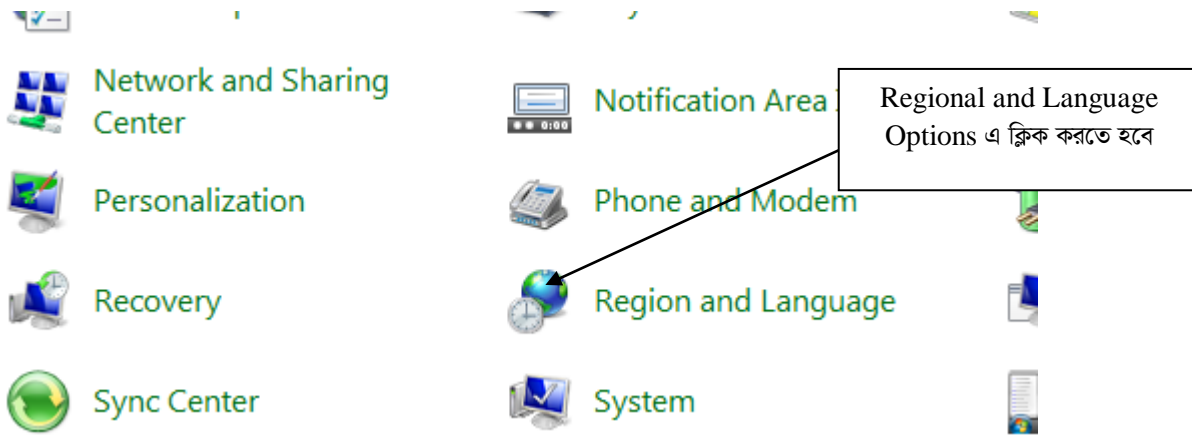 Network and Sharing
Center
Notification Area
Regional and Language
Options এ ক্লিক করতে হবে
Personalization
Phone and Modem
Recovery
Region and Language
Sync Center
System